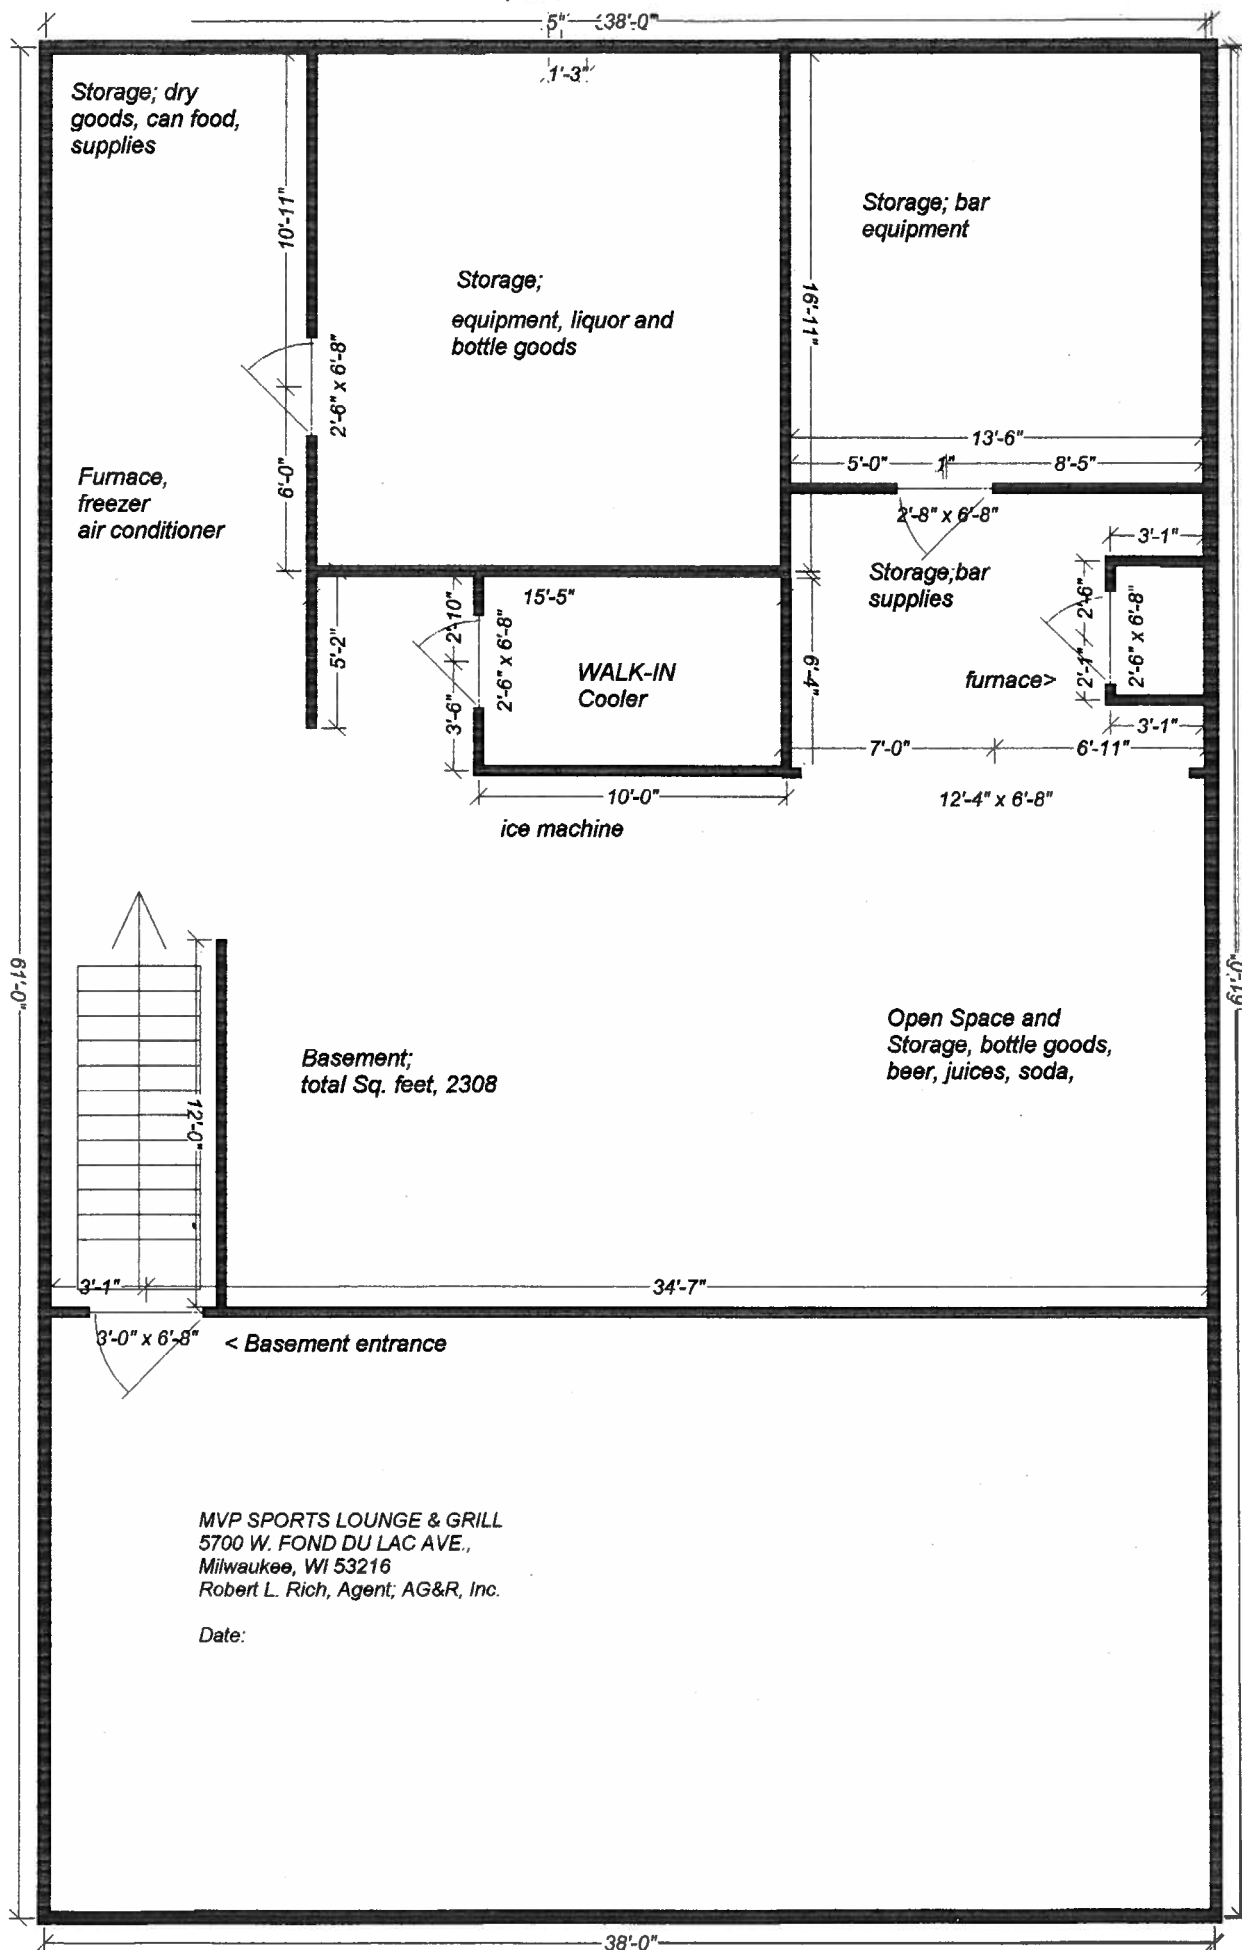 5" 38'-0"
1'-3"
Storage; dry
goods, can food,
supplies
10'-11"
Storage; bar
equipment
Storage;
equipment, liquor and
bottle goods
16'-11"
2'-6" x 6'-8"
13'-6"
5'-0" 1" 8'-5"
Furnace,
freezer
air conditioner
6'-0"
2'-8" x 6'-8"
3'-1"
Storage;bar
supplies
15'-5"
2'-10"
2'-6" x 6'-8"
5'-2"
3'-6"
WALK-IN
Cooler
6'-4"
2'-6"
2'-1"
2'-6" x 6'-8"
furnace>
3'-1"
7'-0" 6'-11"
10'-0"
12'-4" x 6'-8"
ice machine
61'-0"
61'-0"
Open Space and
Storage, bottle goods,
beer, juices, soda,
Basement;
total Sq. feet, 2308
12'-0"
3'-1" 34'-7"
3'-0" x 6'-8"
< Basement entrance
MVP SPORTS LOUNGE & GRILL
5700 W. FOND DU LAC AVE.,
Milwaukee, WI 53216
Robert L. Rich, Agent; AG&R, Inc.
Date:
38'-0"